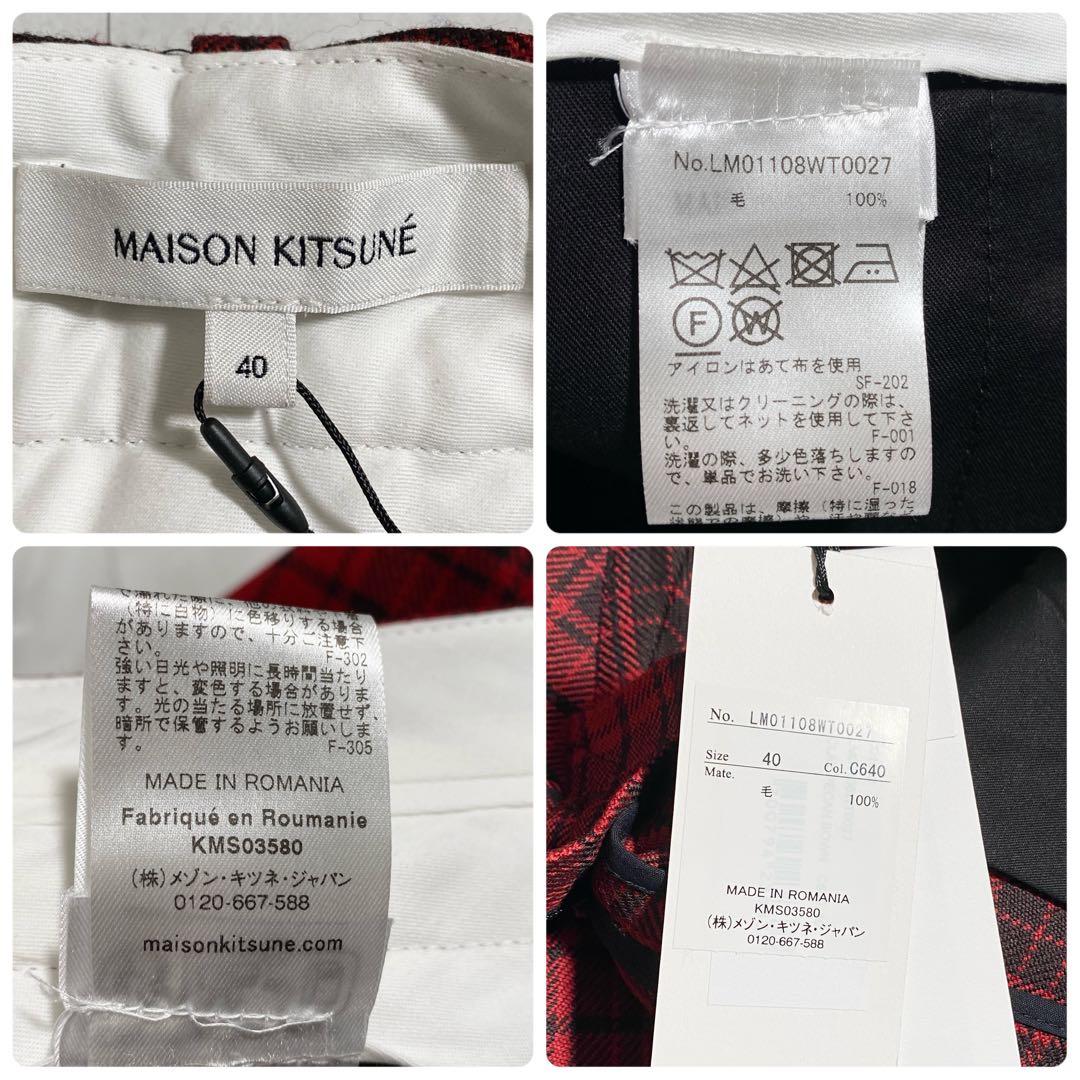 MAISON KITSUNÉ
40
No.LM01108WT0027
毛 100%
F
W
アイロンはあて布を使用
SF-202
洗濯又はクリーニングの際は、
裏返してネットを使用して下さ
い。
F-001
洗濯の際、多少色落ちしますの
で、単品でお洗い下さい。
F-018
この製品は、摩擦（特に湿った
（特に白物）に色移りする場合
がありますので、十分ご注意下
さい。
F-302
強い日光や照明に長時間当たり
ますと、変色する場合がありま
す。光の当たる場所に放置せず、
暗所で保管するようお願いしま
す。
F-305
MADE IN ROMANIA
Fabriqué en Roumanie
KMS03580
(株)メゾン・キツネ・ジャパン
0120-667-588
maisonkitsune.com
No. LM01108WT0027
Size 40 Col. C640
Mate.
毛 100%
MADE IN ROMANIA
KMS03580
(株)メゾン・キツネ・ジャパン
0120-667-588